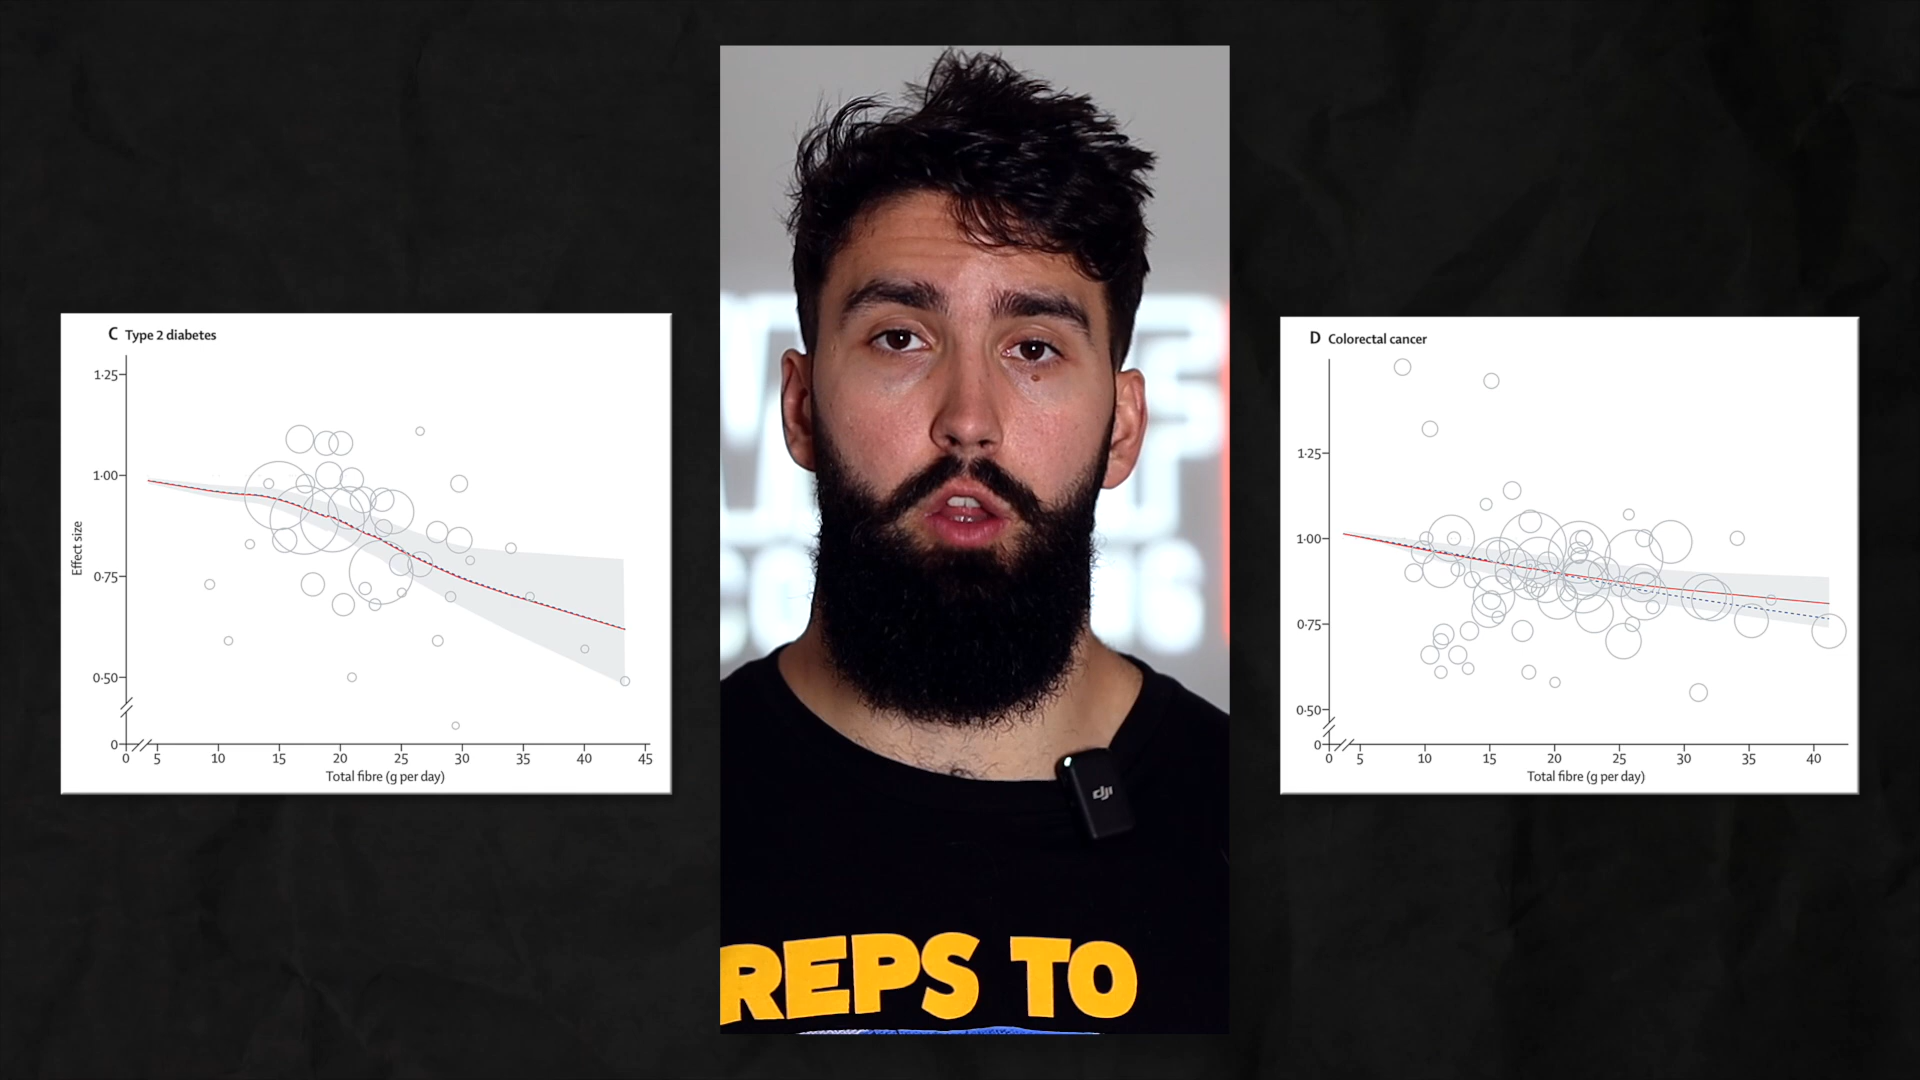 C Type 2 diabetes
1·25
1·00
0·75
0·50
0
Effect size
0 5 10 15 20 25 30 35 40 45
Total fibre (g per day)
dji
REPS TO
D Colorectal cancer
1·25
1·00
0·75
0·50
0
0 5 10 15 20 25 30 35 40
Total fibre (g per day)